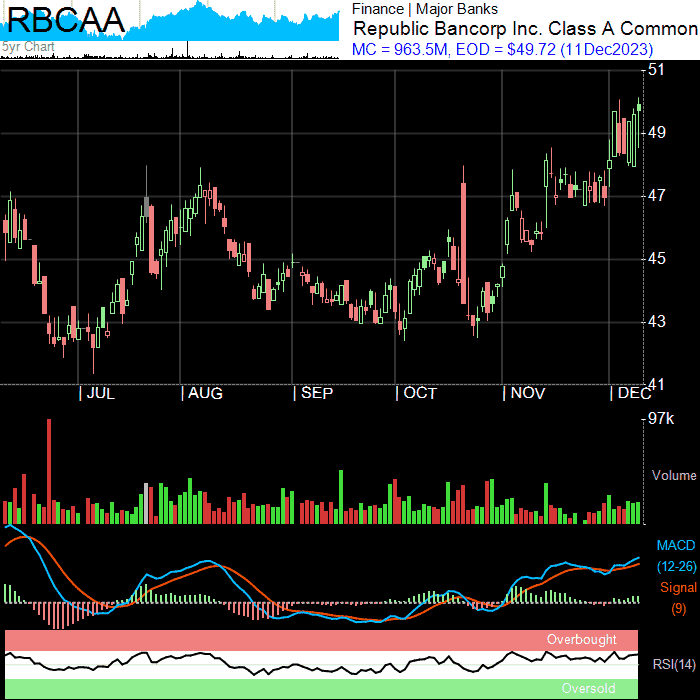 RBCAA
5yr Chart
Finance | Major Banks
Republic Bancorp Inc. Class A Common
MC = 963.5M, EOD = $49.72 (11Dec2023)
51
49
47
45
43
41
| JUL | AUG | SEP | OCT | NOV | DEC
97k
Volume
MACD
(12-26)
Signal
(9)
Overbought
RSI(14)
Oversold